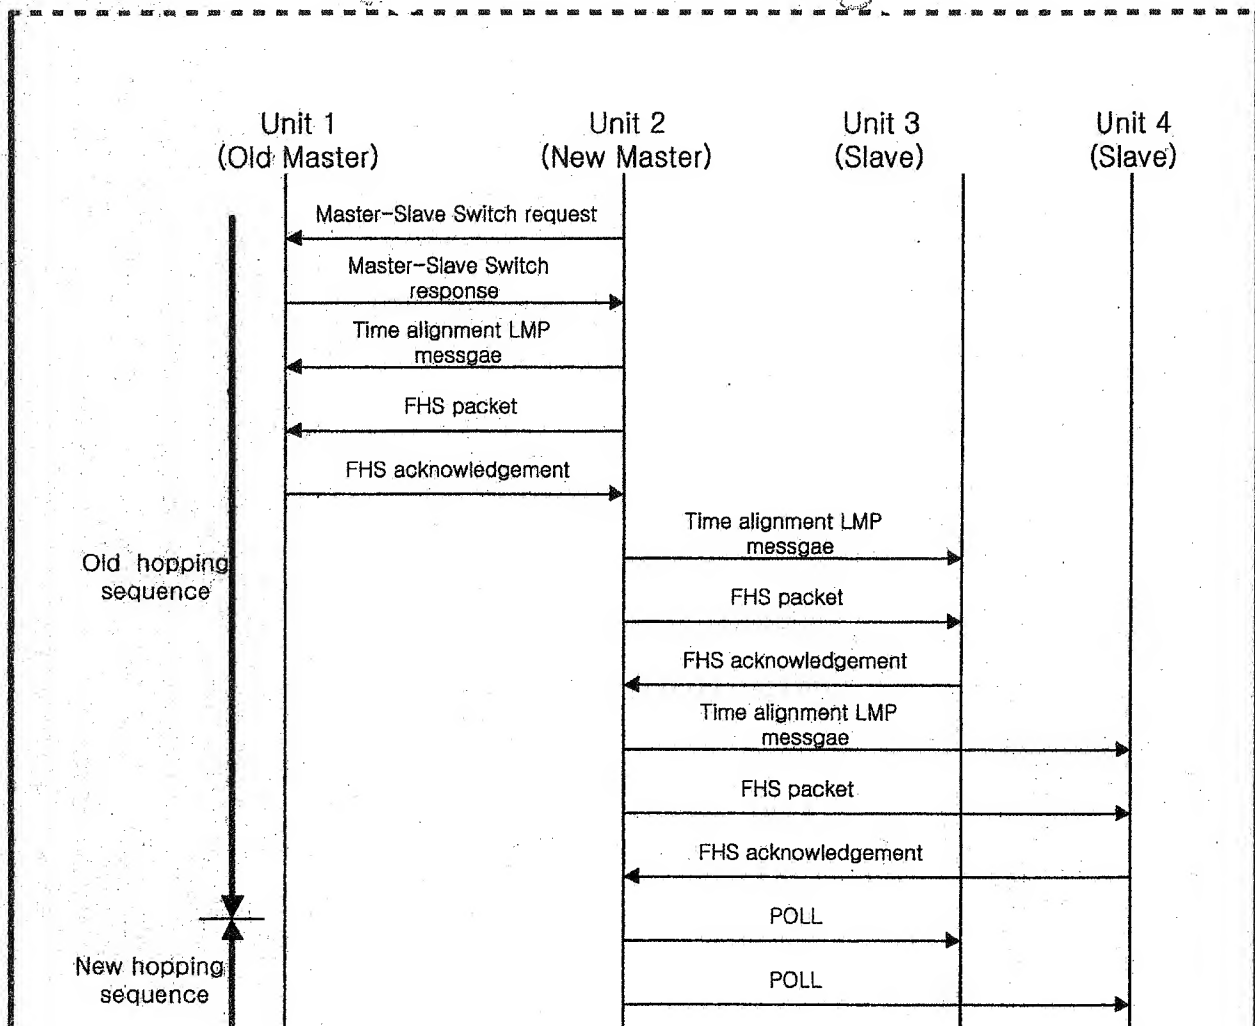 Unit 1
(Old Master)
Unit 2
(New Master)
Unit 3
(Slave)
Unit 4
(Slave)
Master-Slave Switch request
Master-Slave Switch
response
Time alignment LMP
messgae
FHS packet
FHS acknowledgement
Time alignment LMP
messgae
Old hopping
sequence
FHS packet
FHS acknowledgement
Time alignment LMP
messgae
FHS packet
FHS acknowledgement
POLL
New hopping
sequence
POLL